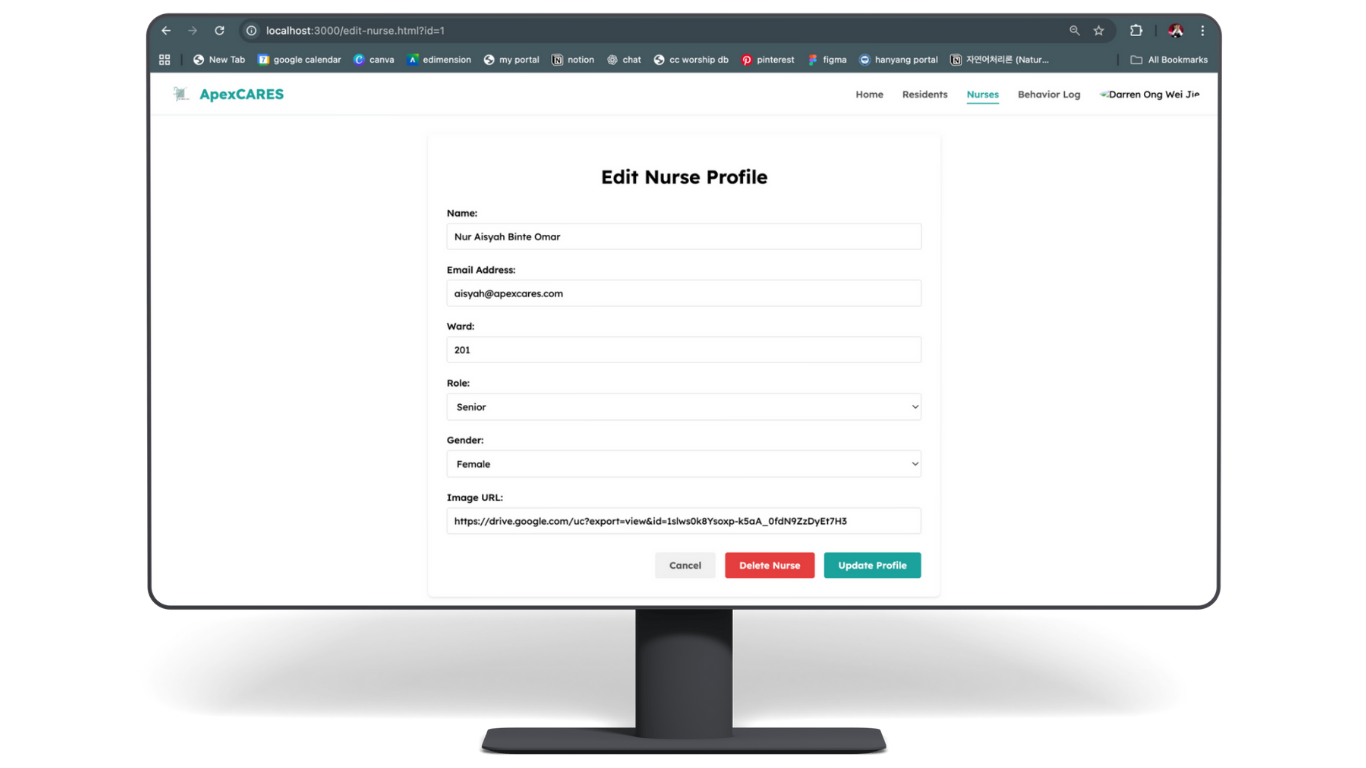 localhost:3000/edit-nurse.html?id=1
New Tab google calendar canva edimension my portal notion chat cc worship db pinterest figma hanyang portal 자연어처리론 (Natur... All Bookmarks
ApexCARES Home Residents Nurses Behavior Log Darren Ong Wei Jie
Edit Nurse Profile
Name:
Nur Aisyah Binte Omar
Email Address:
aisyah@apexcares.com
Ward:
201
Role:
Senior
Gender:
Female
Image URL:
https://drive.google.com/uc?export=view&id=1slws0k8Ysoxp-k5aA_0fdN9ZzDyEt7H3
Cancel Delete Nurse Update Profile